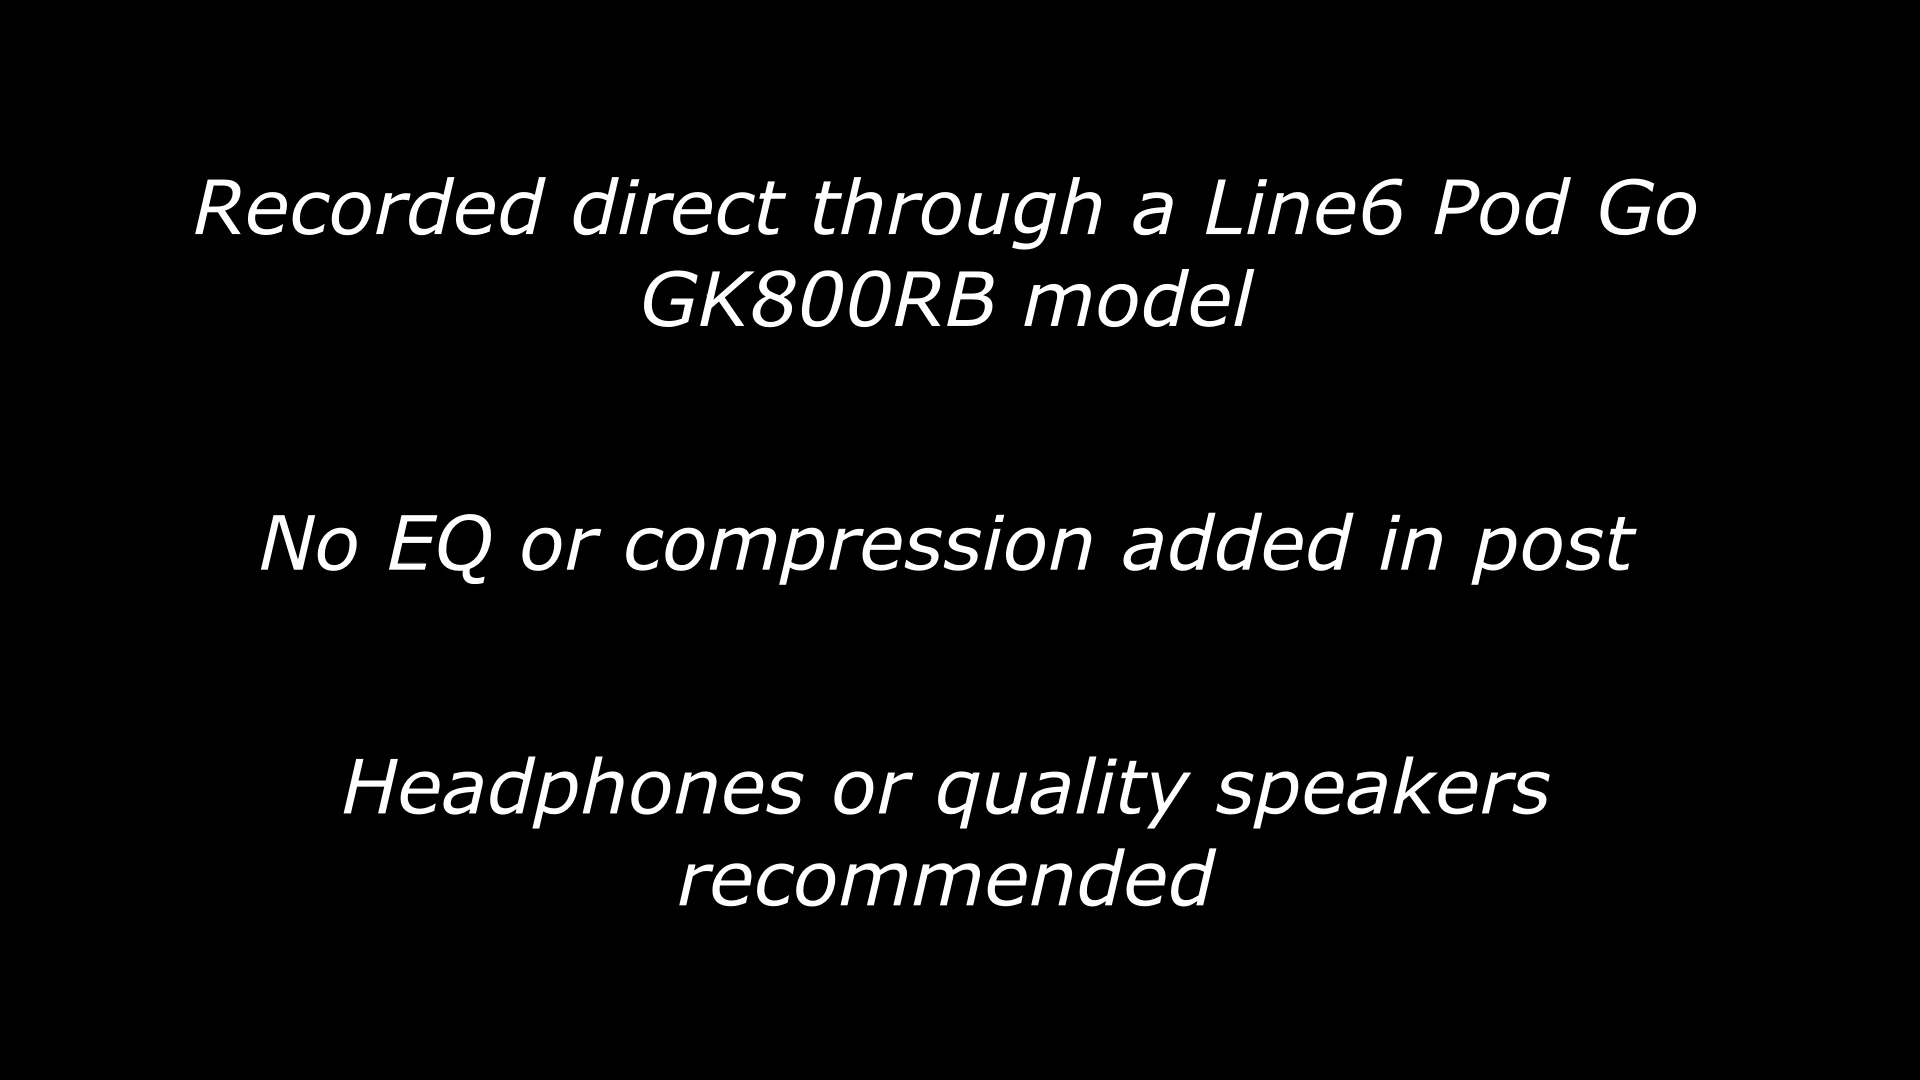 Recorded direct through a Line6 Pod Go
GK800RB model
No EQ or compression added in post
Headphones or quality speakers
recommended